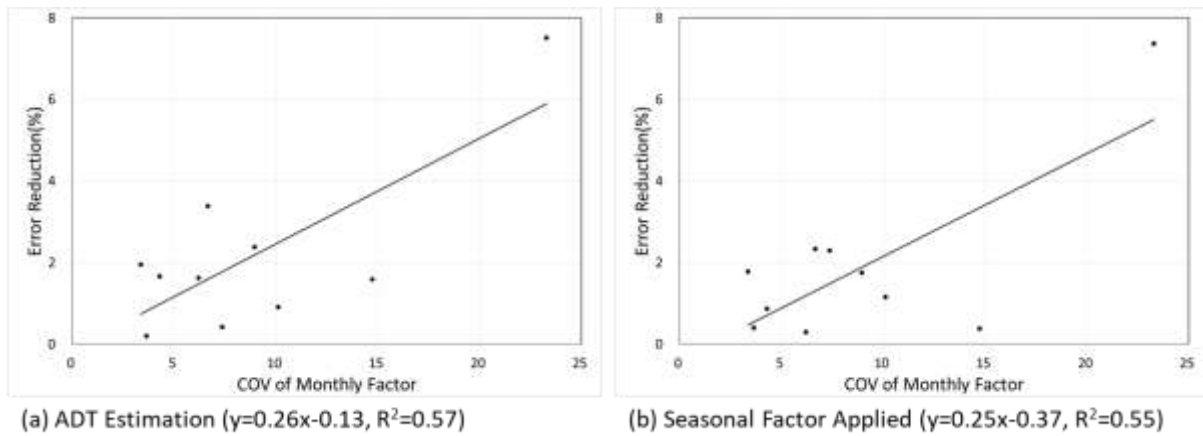 8
6
4
2
0
Error Reduction(%)
0 5 10 15 20 25
COV of Monthly Factor
(a) ADT Estimation (y=0.26x-0.13, R²=0.57)
8
6
4
2
0
Error Reduction(%)
0 5 10 15 20 25
COV of Monthly Factor
(b) Seasonal Factor Applied (y=0.25x-0.37, R²=0.55)